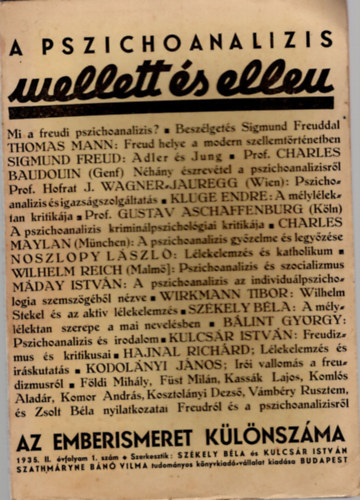 A PSZICHOANALIZIS
mellett és ellen
Mi a freudi pszichoanalizis? ▪ Beszélgetés Sigmund Freuddal
THOMAS MANN: Freud helye a modern szellemtörténetben
SIGMUND FREUD: Adler és Jung ▪ Prof. CHARLES
BAUDOUIN (Genf) Néhány észrevétel a pszichoanalizisről
Prof. Hofrat J. WAGNER-JAUREGG (Wien): Pszicho-
analizis és igazságszolgáltatás ▪ KLUGE ENDRE: A mélylélek-
tan kritikája ▪ Prof. GUSTAV ASCHAFFENBURG (Köln)
A pszichoanalizis kriminálpszichológiai kritikája ▪ CHARLES
MAYLAN (München): A pszichoanalizis győzelme és legyőzése
NOSZLOPY LÁSZLÓ: Lélekelemzés és katholikum ▪
WILHELM REICH (Malmö): Pszichoanalizis és szocializmus
MÁDAY ISTVÁN: A pszichoanalizis az individuálpszicho-
logia szemszögéből nézve ▪ WIRKMANN TIBOR: Wilhelm
Stekel és az aktiv lélekelemzés ▪ SZÉKELY BÉLA: A mély-
lélektan szerepe a mai nevelésben ▪ BÁLINT GYÖRGY:
Pszichoanalizis és irodalom ▪ KULCSÁR ISTVÁN: Freudiz-
mus és kritikusai ▪ HAJNAL RICHÁRD: Lélekelemzés és
iráskutatás ▪ KODOLÁNYI JÁNOS: Irói vallomás a freu-
dizmusról ▪ Földi Mihály, Füst Milán, Kassák Lajos, Komlós
Aladár, Komor András, Kosztolányi Dezső, Vámbéry Rusztem,
és Zsolt Béla nyilatkozatai Freudról és a pszichoanalizisről
AZ EMBERISMERET KÜLÖNSZÁMA
1935. II. évfolyam 1. szám ▪ Szerkesztik: SZÉKELY BÉLA és KULCSÁR ISTVÁN
SZATHMÁRYNE BÁNÓ VILMA tudományos könyvkiadó-vállalat kiadása BUDAPEST